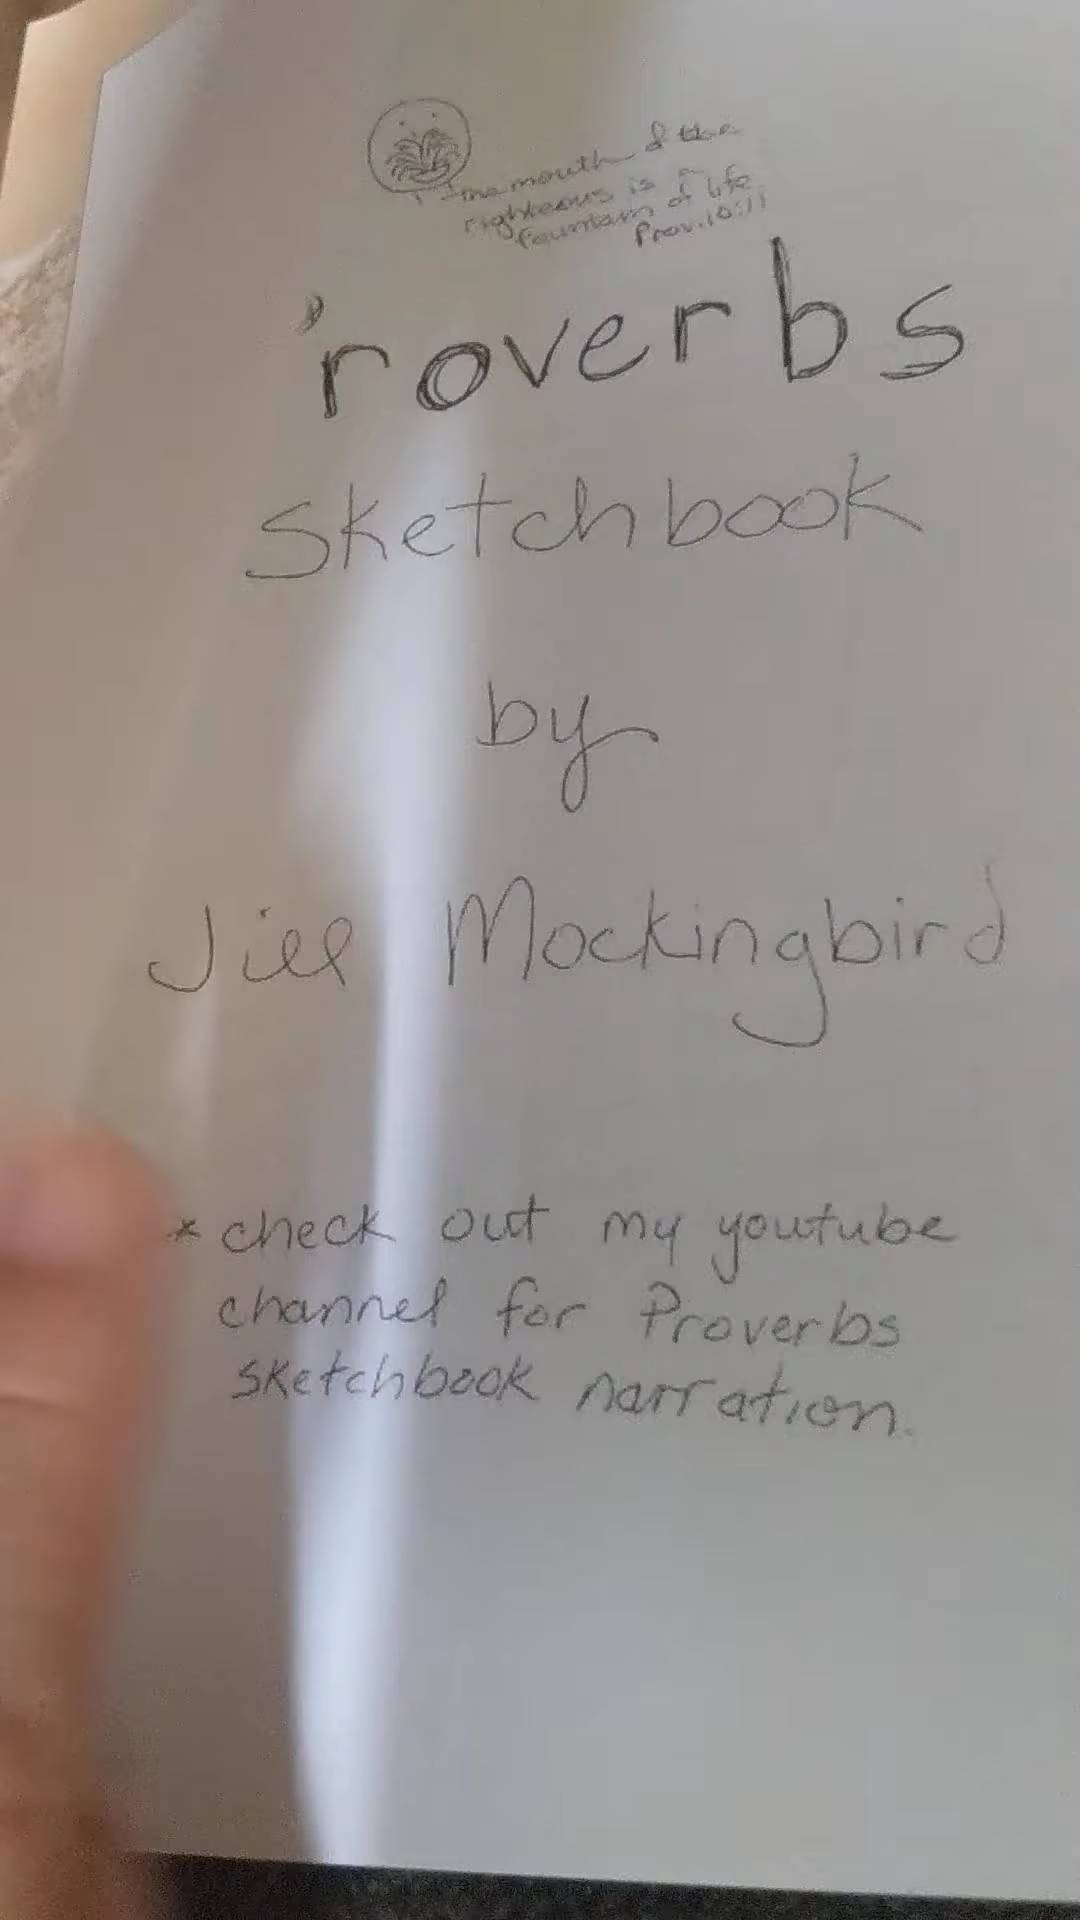 The mouth of the
righteous is a
fountain of life.
Prov. 10:11
'roverbs
Sketchbook
by
Jill Mockingbird
* check out my youtube
channel for Proverbs
sketchbook narration.